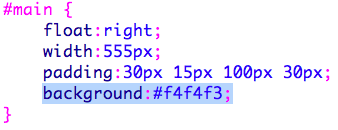 #main {
float:right;
width:555px;
padding:30px 15px 100px 30px;
background:#f4f4f3;
}